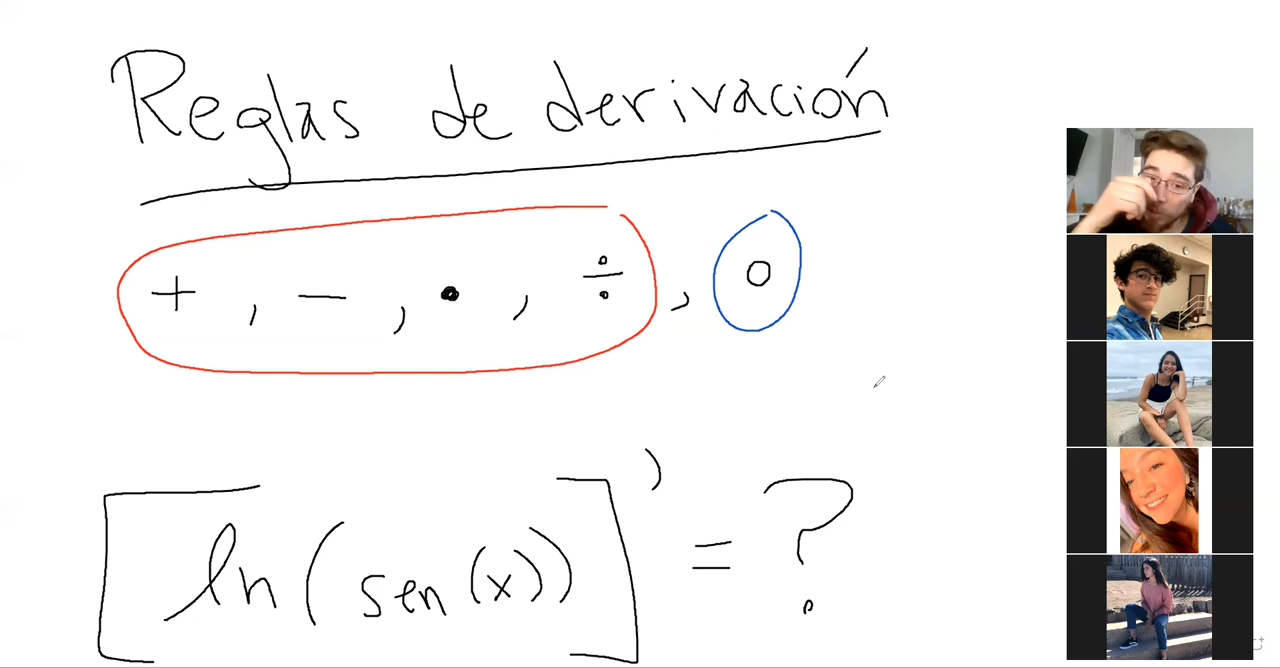 Reglas de derivación
+ , − , • , ÷ , ∘
[ln(sen(x))]' = ?